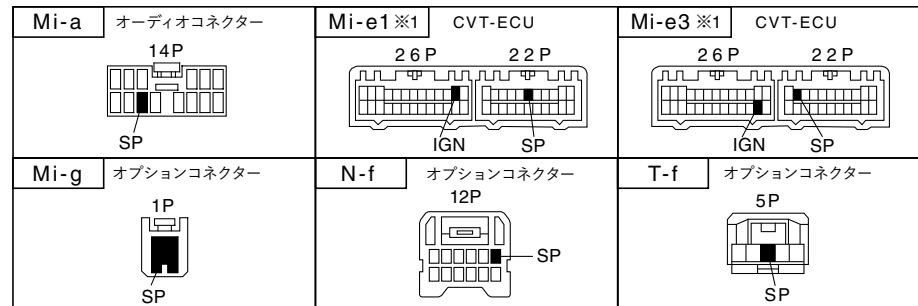 Mi-a オーディオコネクター
14P
SP
Mi-e1 ※1 CVT-ECU
26P 22P
IGN SP
Mi-e3 ※1 CVT-ECU
26P 22P
IGN SP
Mi-g オプションコネクター
1P
SP
N-f オプションコネクター
12P
SP
T-f オプションコネクター
5P
SP